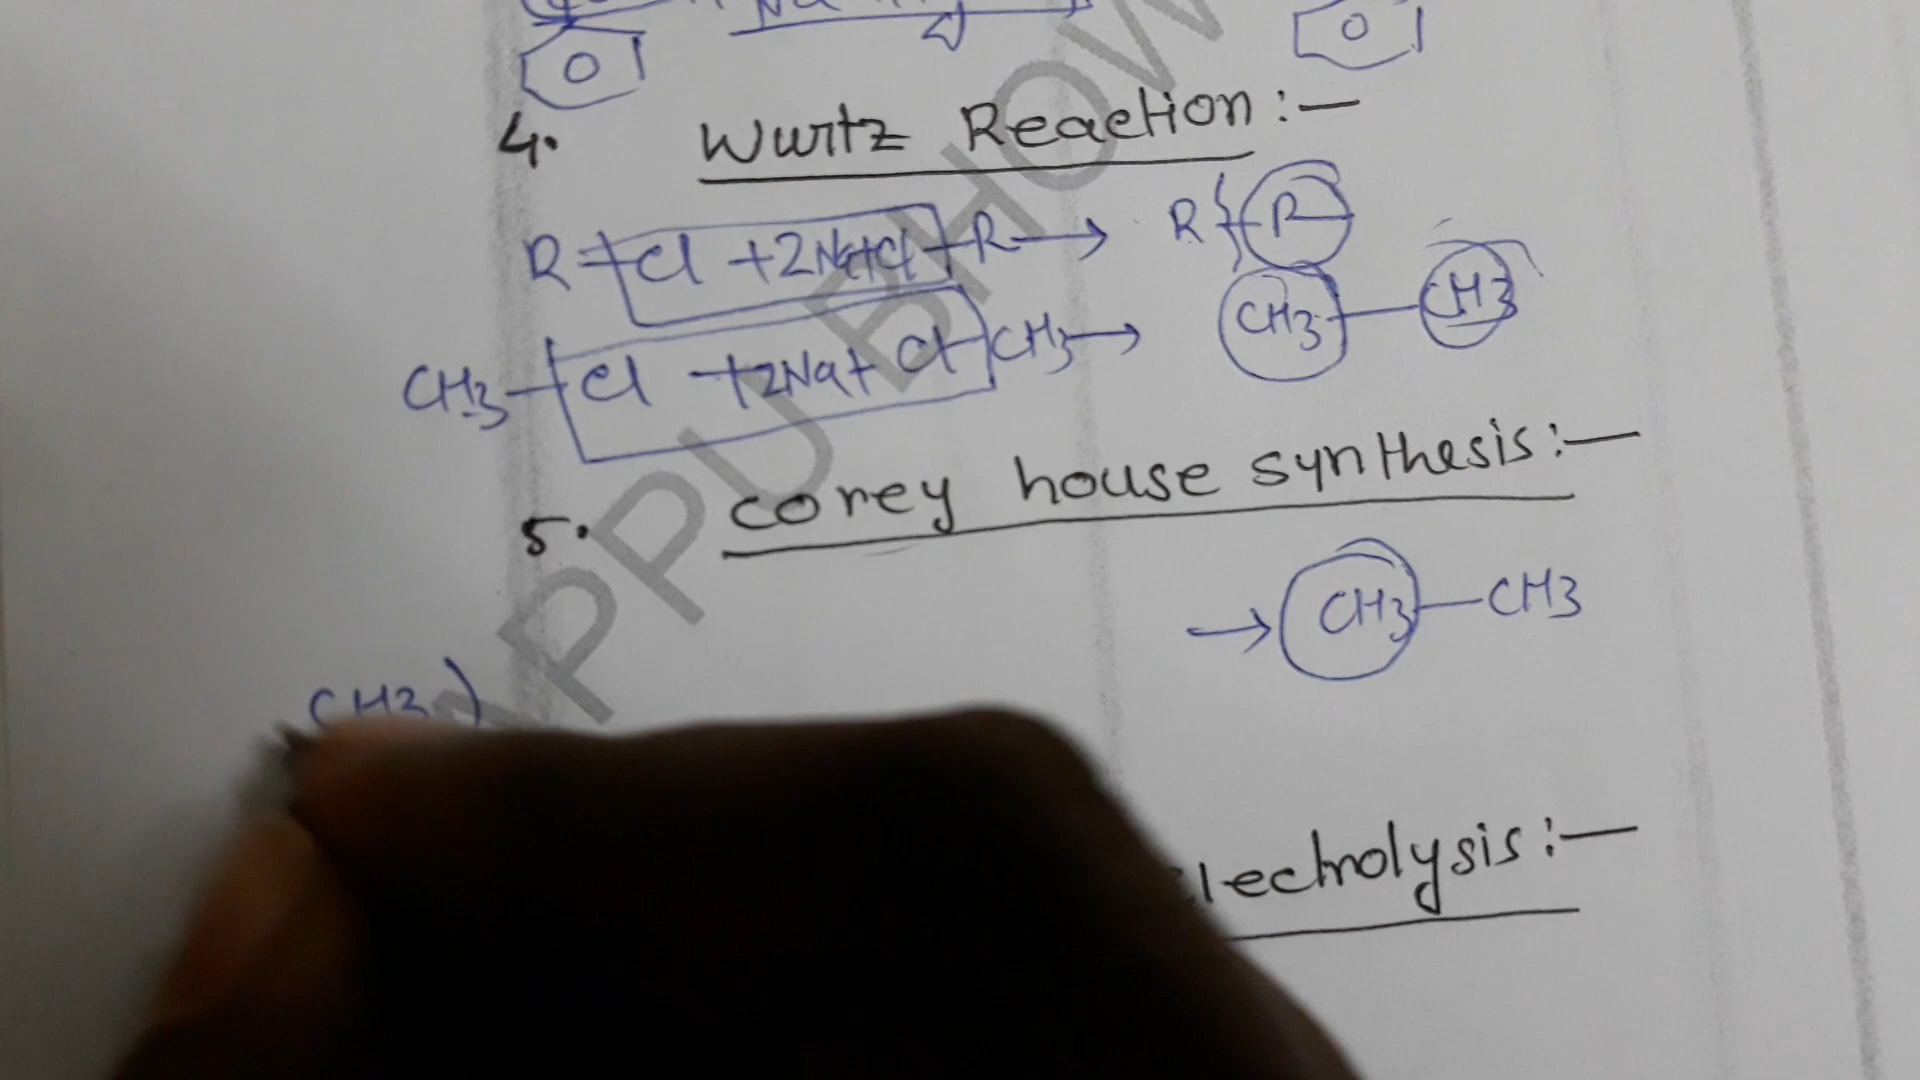 4. Wurtz Reaction :-
R-Cl + 2Na + Cl-R → R-R
CH3-Cl + 2Na + Cl-CH3 → CH3-CH3
5. corey house synthesis :-
→ CH3-CH3
CH3)
electrolysis :-